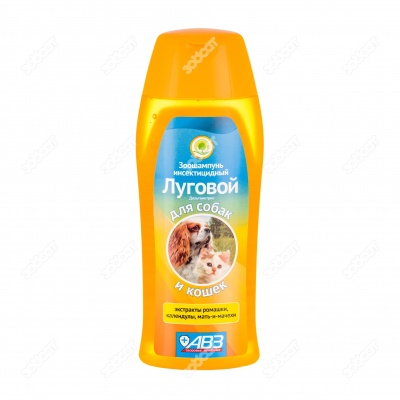 Зоошампунь
инсектицидный
Луговой
для собак
и кошек
экстракты ромашки,
календулы, мать-и-мачехи
АВЗ